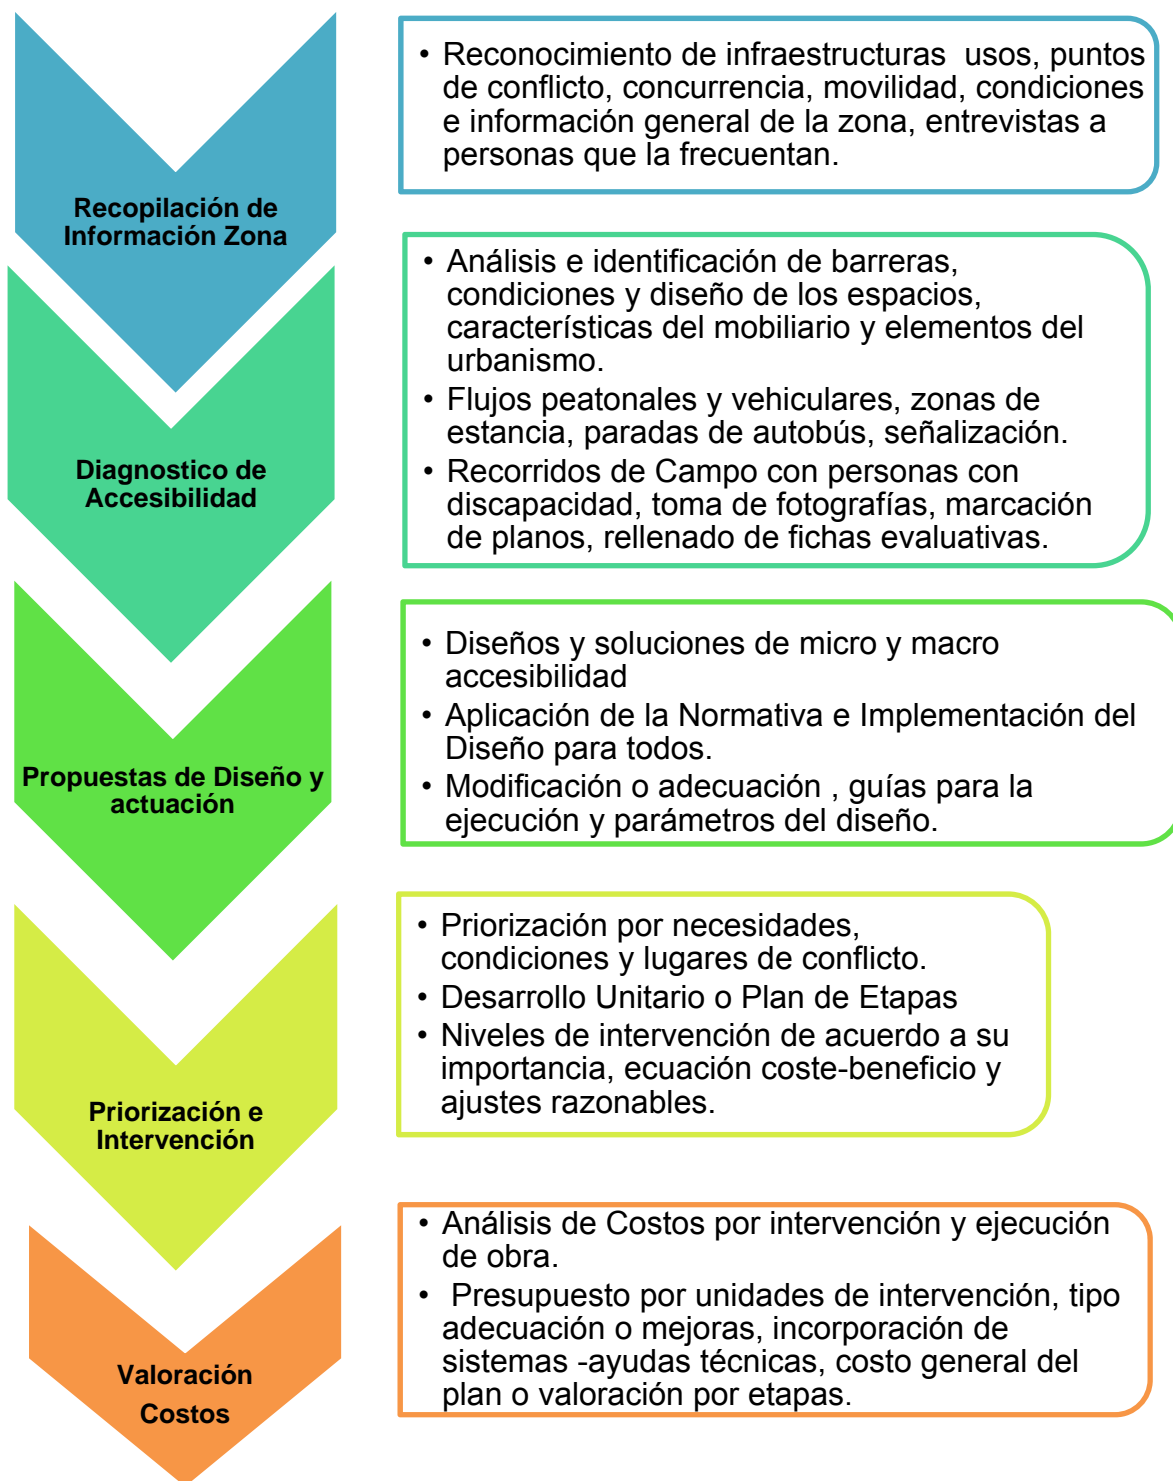 • Reconocimiento de infraestructuras  usos, puntos
de conflicto, concurrencia, movilidad, condiciones
e información general de la zona, entrevistas a
personas que la frecuentan.
Recopilación de
Información Zona
• Análisis e identificación de barreras,
condiciones y diseño de los espacios,
características del mobiliario y elementos del
urbanismo.
• Flujos peatonales y vehiculares, zonas de
estancia, paradas de autobús, señalización.
• Recorridos de Campo con personas con
discapacidad, toma de fotografías, marcación
de planos, rellenado de fichas evaluativas.
Diagnostico de
Accesibilidad
• Diseños y soluciones de micro y macro
accesibilidad
• Aplicación de la Normativa e Implementación del
Diseño para todos.
• Modificación o adecuación , guías para la
ejecución y parámetros del diseño.
Propuestas de Diseño y
actuación
• Priorización por necesidades,
condiciones y lugares de conflicto.
• Desarrollo Unitario o Plan de Etapas
• Niveles de intervención de acuerdo a su
importancia, ecuación coste-beneficio y
ajustes razonables.
Priorización e
Intervención
• Análisis de Costos por intervención y ejecución
de obra.
• Presupuesto por unidades de intervención, tipo
adecuación o mejoras, incorporación de
sistemas -ayudas técnicas, costo general del
plan o valoración por etapas.
Valoración
Costos